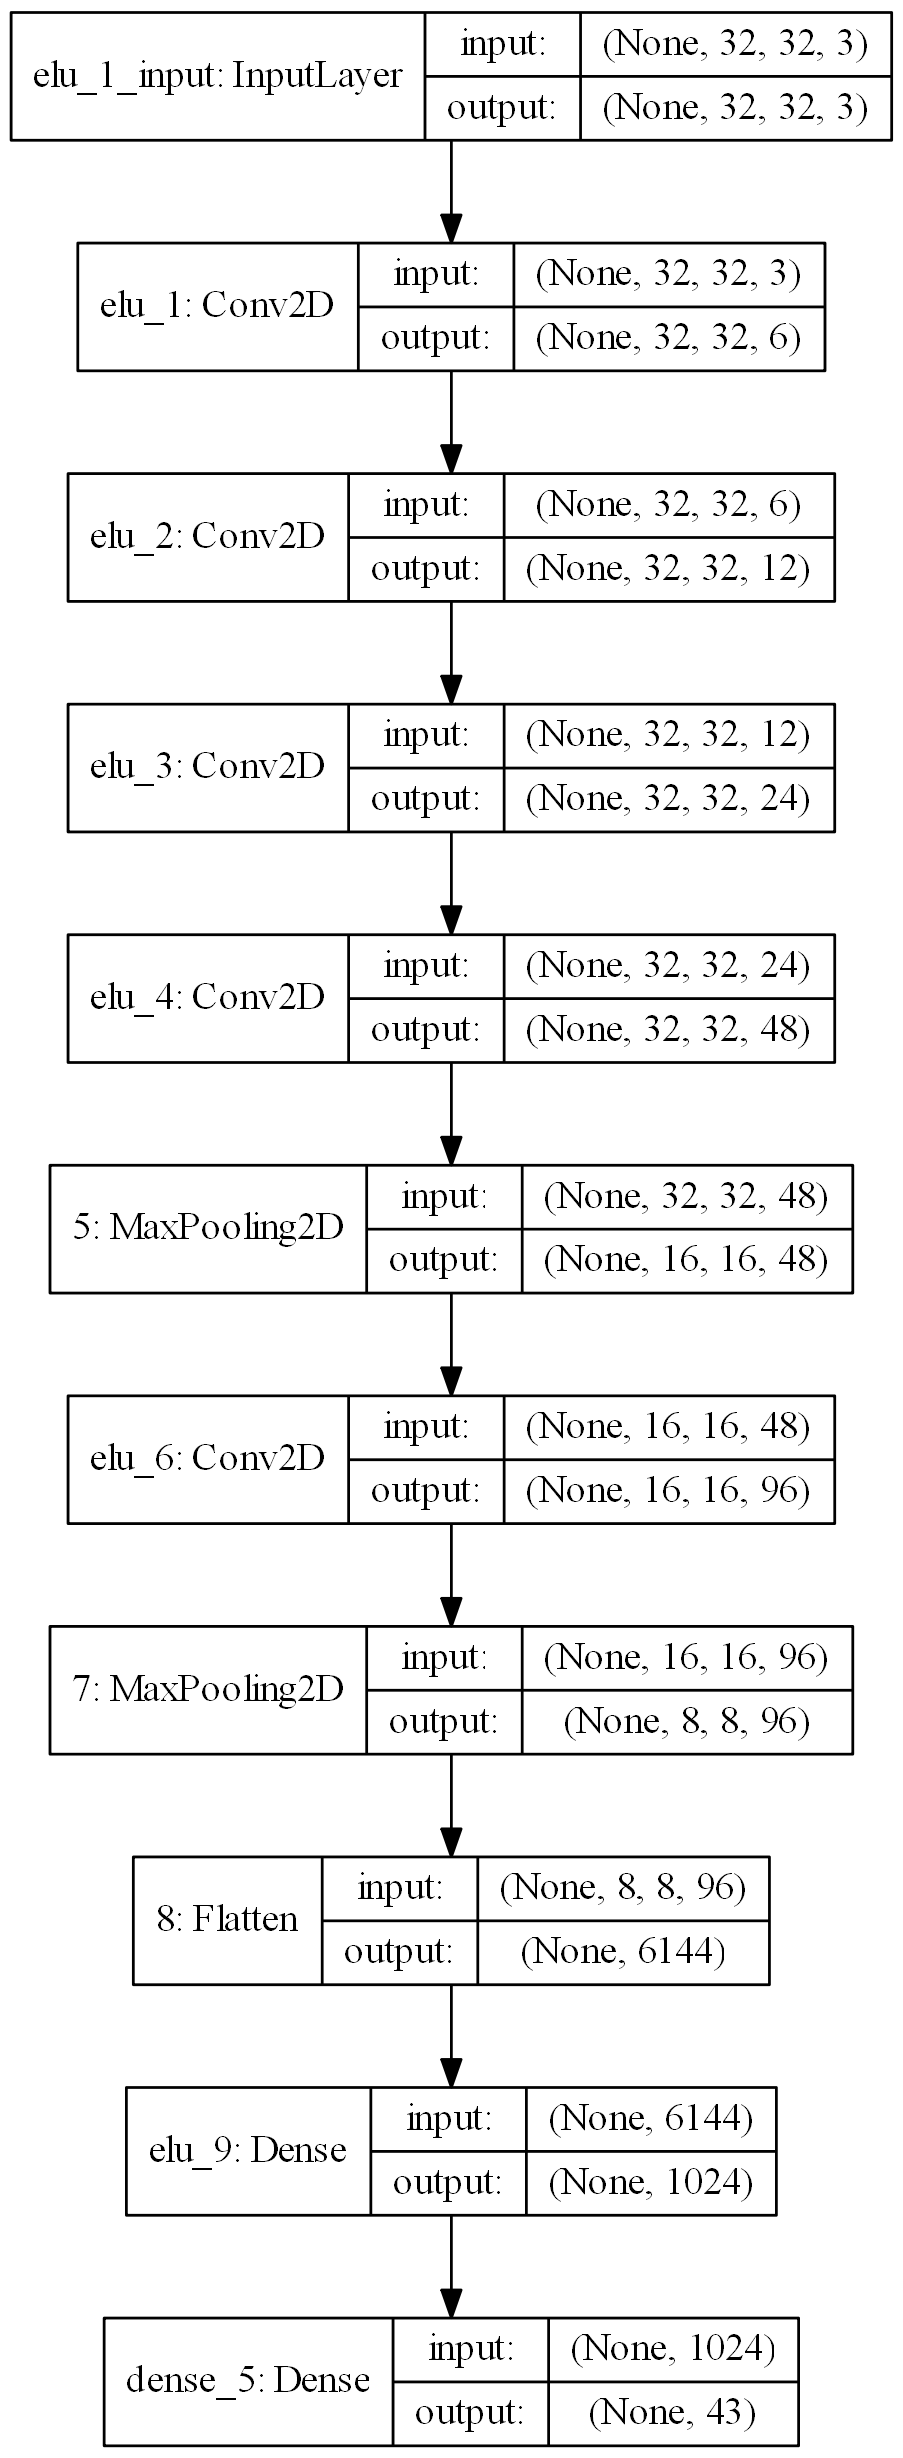 elu_1_input: InputLayer
input: (None, 32, 32, 3)
output: (None, 32, 32, 3)
elu_1: Conv2D
input: (None, 32, 32, 3)
output: (None, 32, 32, 6)
elu_2: Conv2D
input: (None, 32, 32, 6)
output: (None, 32, 32, 12)
elu_3: Conv2D
input: (None, 32, 32, 12)
output: (None, 32, 32, 24)
elu_4: Conv2D
input: (None, 32, 32, 24)
output: (None, 32, 32, 48)
5: MaxPooling2D
input: (None, 32, 32, 48)
output: (None, 16, 16, 48)
elu_6: Conv2D
input: (None, 16, 16, 48)
output: (None, 16, 16, 96)
7: MaxPooling2D
input: (None, 16, 16, 96)
output: (None, 8, 8, 96)
8: Flatten
input: (None, 8, 8, 96)
output: (None, 6144)
elu_9: Dense
input: (None, 6144)
output: (None, 1024)
dense_5: Dense
input: (None, 1024)
output: (None, 43)